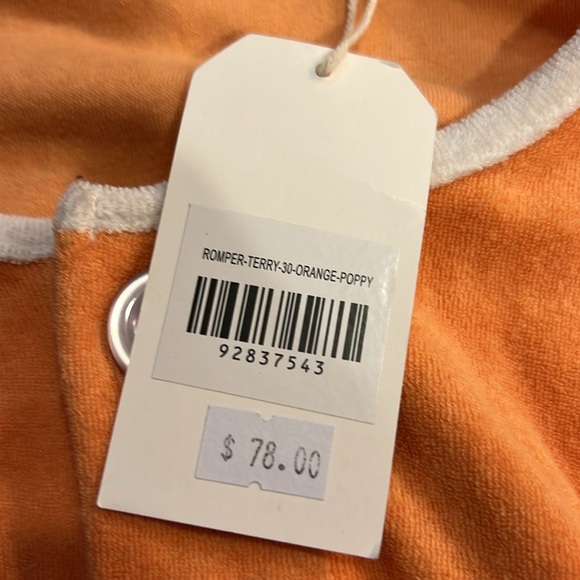 ROMPER-TERRY-30-ORANGE-POPPY
92837543
$ 78.00